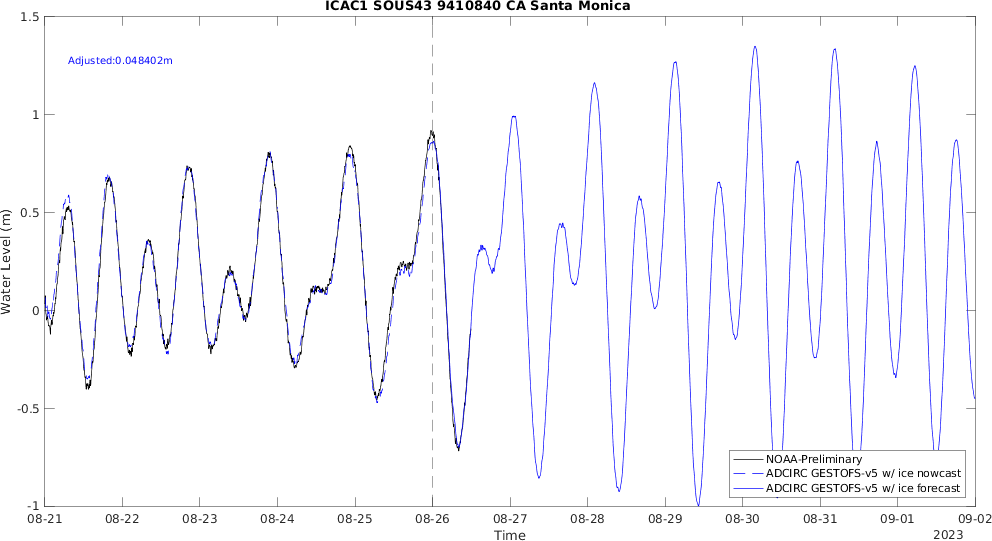 ICAC1 SOUS43 9410840 CA Santa Monica
Adjusted:0.048402m
Water Level (m)
1.5
1
0.5
0
-0.5
-1
NOAA-Preliminary
ADCIRC GESTOFS-v5 w/ ice nowcast
ADCIRC GESTOFS-v5 w/ ice forecast
08-21 08-22 08-23 08-24 08-25 08-26 08-27 08-28 08-29 08-30 08-31 09-01 09-02
Time
2023